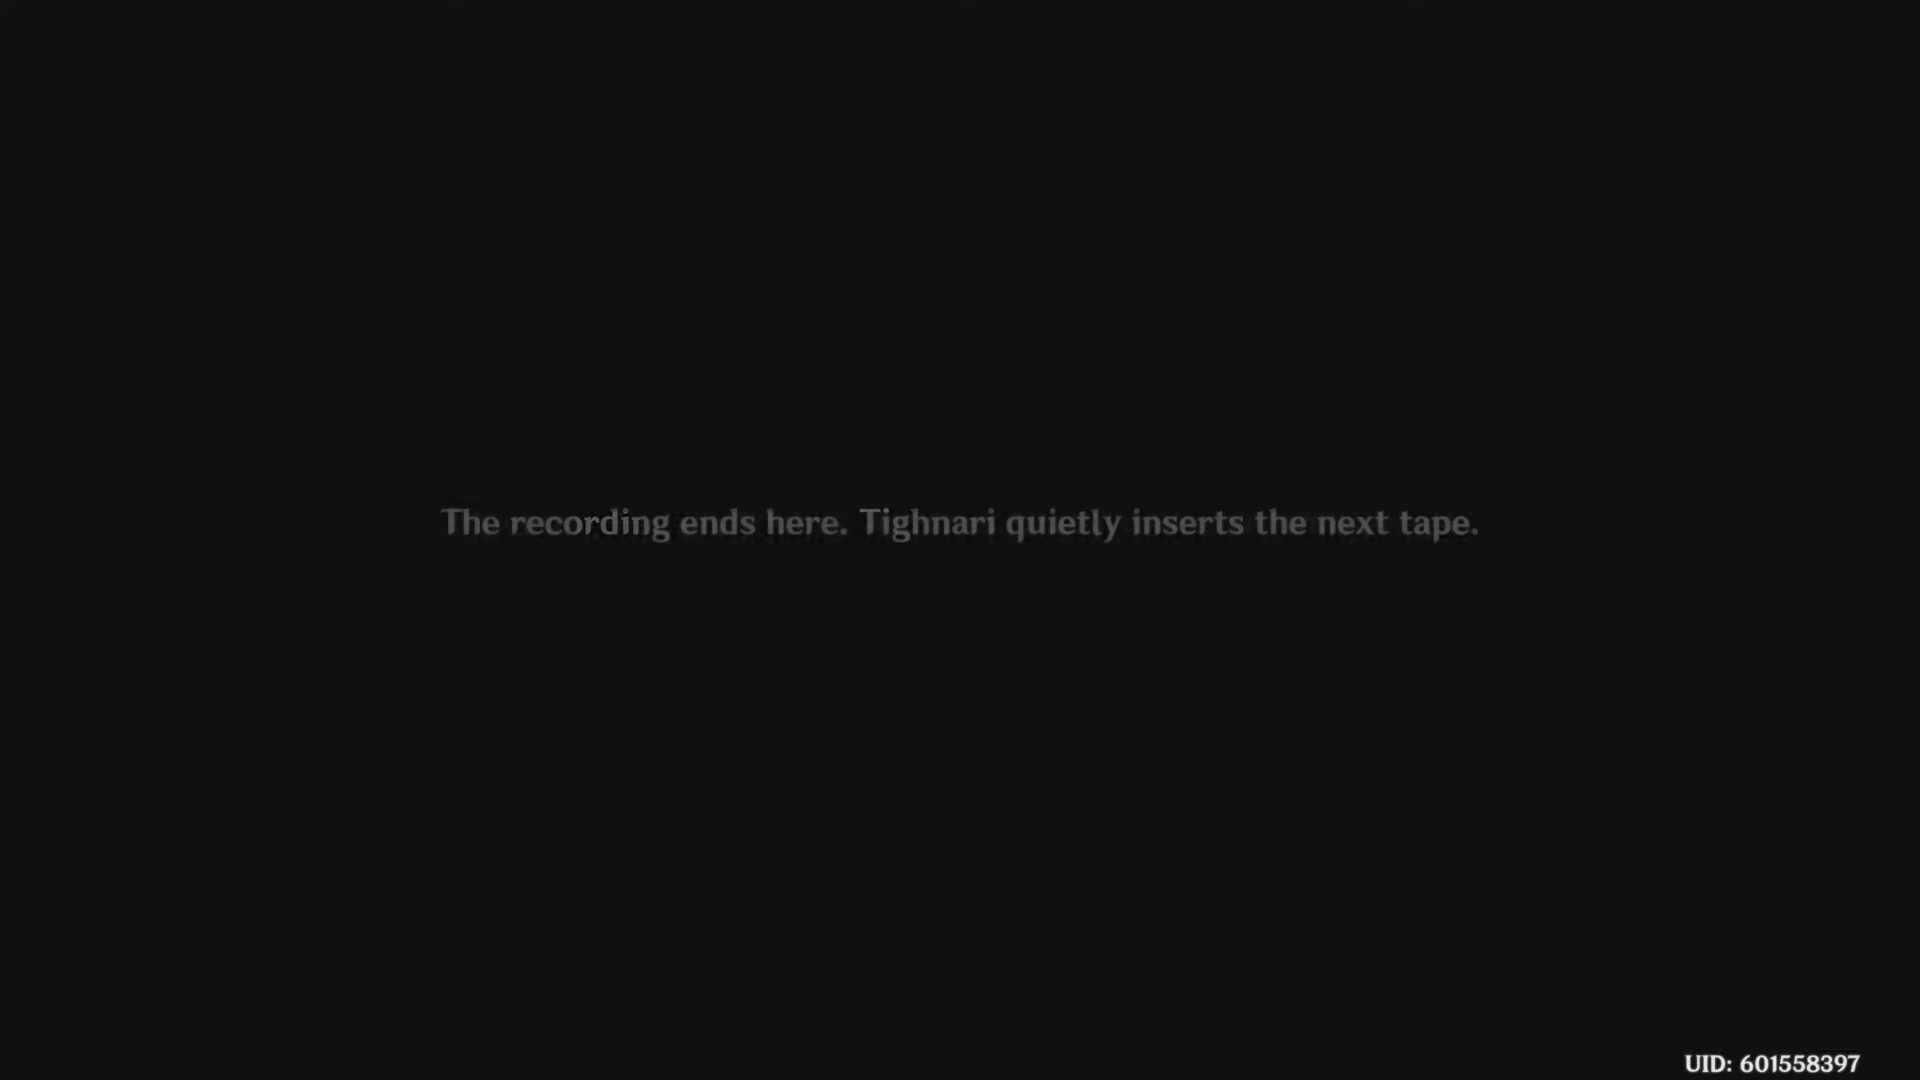 The recording ends here. Tighnari quietly inserts the next tape.
UID: 601558397